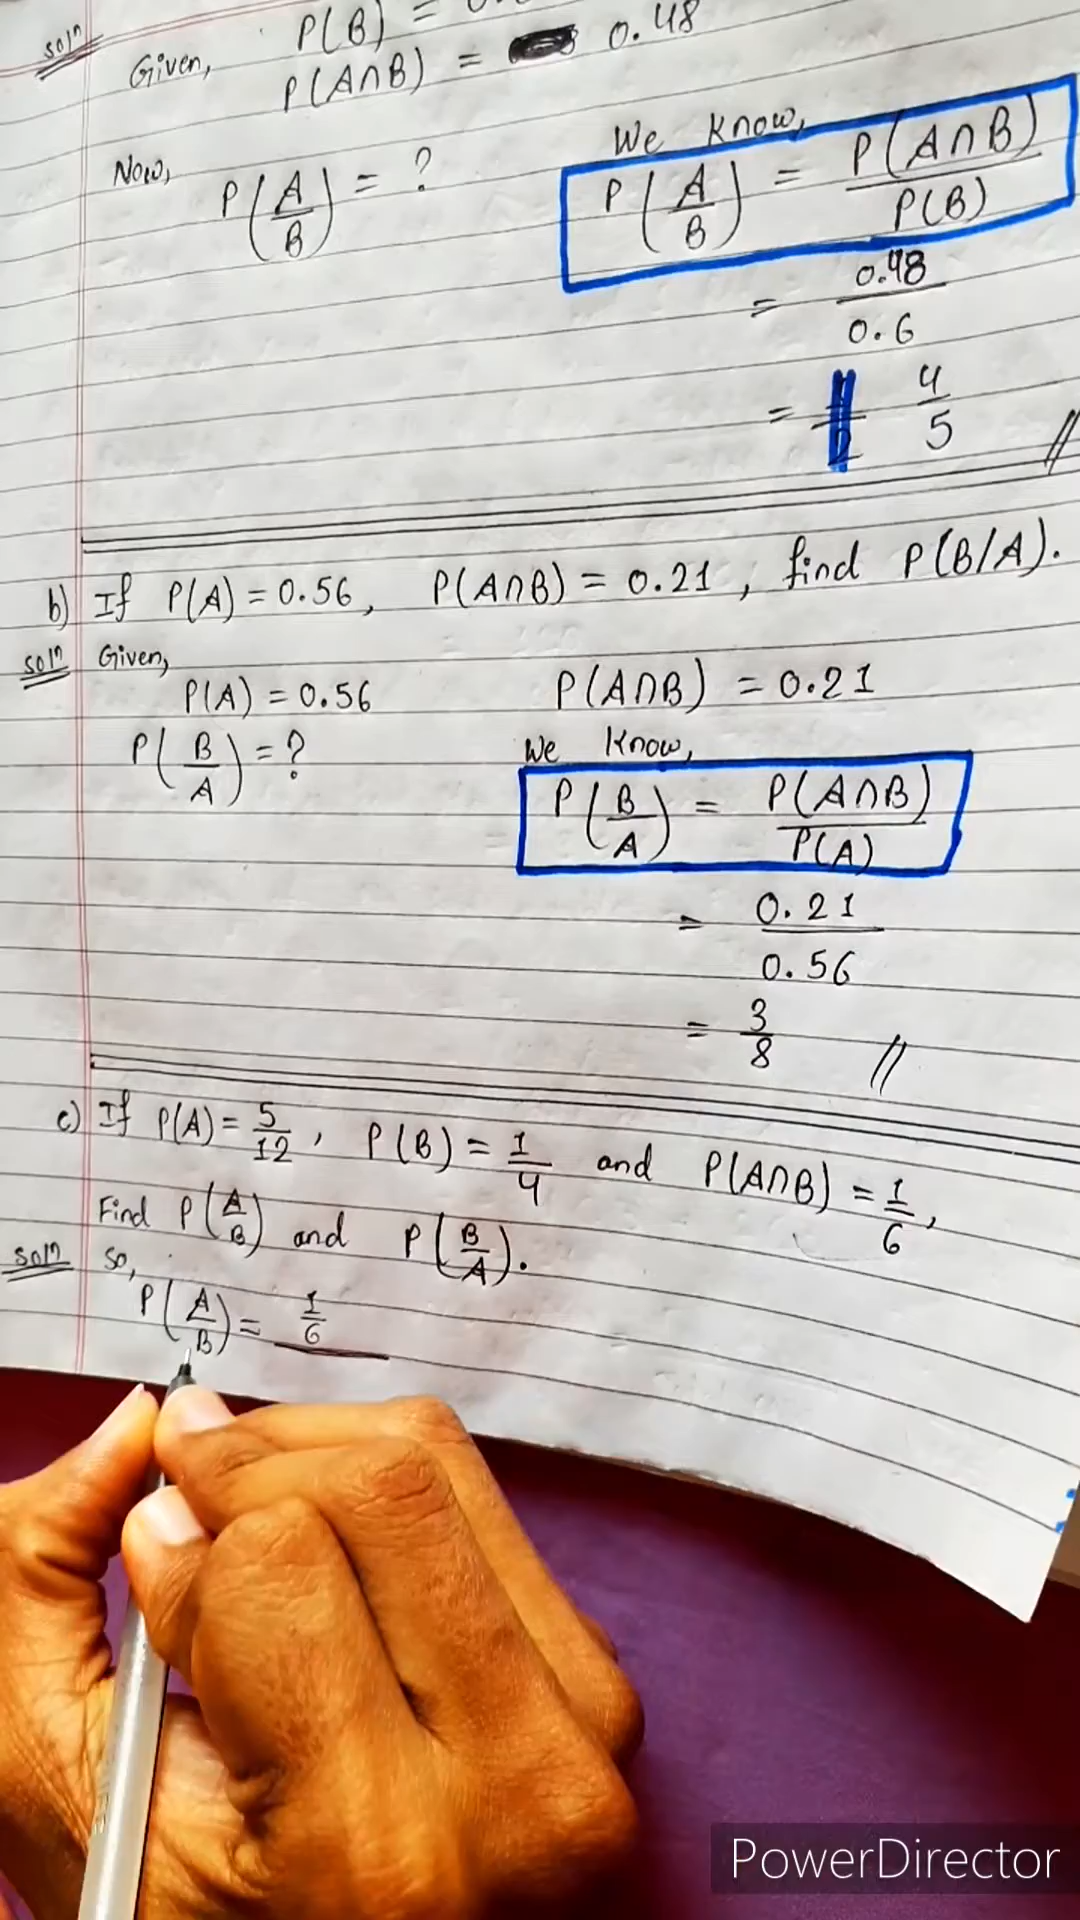 soln
Given, P(B) =
P(A∩B) = 0.48
Now, P(A/B) = ?
We know,
P(A/B) = P(A∩B)/P(B)
= 0.48/0.6
= 4/5 //
b) If P(A) = 0.56, P(A∩B) = 0.21, find P(B/A).
soln Given,
P(A) = 0.56 P(A∩B) = 0.21
P(B/A) = ?
We know,
P(B/A) = P(A∩B)/P(A)
= 0.21/0.56
= 3/8 //
c) If P(A) = 5/12, P(B) = 1/4 and P(A∩B) = 1/6,
Find P(A/B) and P(B/A).
soln so,
P(A/B) = 1/6
PowerDirector